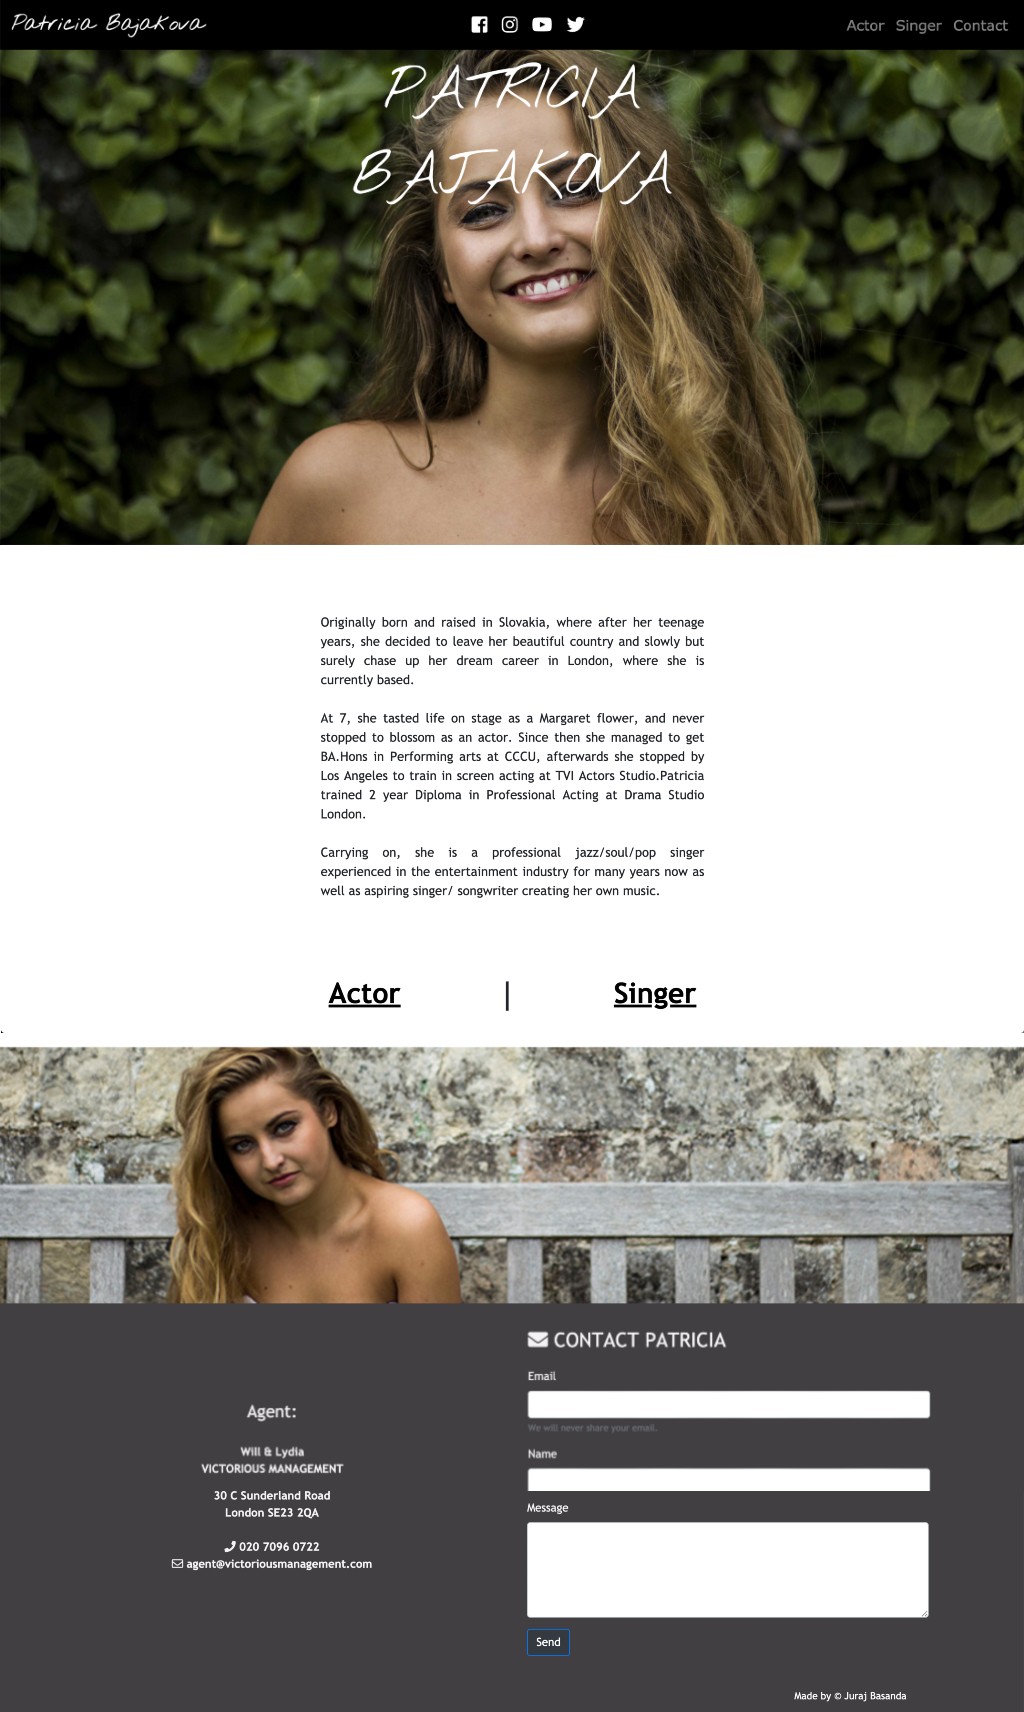 Patricia Bajakova
Actor Singer Contact
PATRICIA
BAJAKOVA
Originally born and raised in Slovakia, where after her teenage
years, she decided to leave her beautiful country and slowly but
surely chase up her dream career in London, where she is
currently based.
At 7, she tasted life on stage as a Margaret flower, and never
stopped to blossom as an actor. Since then she managed to get
BA.Hons in Performing arts at CCCU, afterwards she stopped by
Los Angeles to train in screen acting at TVI Actors Studio.Patricia
trained 2 year Diploma in Professional Acting at Drama Studio
London.
Carrying on, she is a professional jazz/soul/pop singer
experienced in the entertainment industry for many years now as
well as aspiring singer/ songwriter creating her own music.
Actor | Singer
Agent:
Will & Lydia
VICTORIOUS MANAGEMENT
30 C Sunderland Road
London SE23 2QA
020 7096 0722
agent@victoriousmanagement.com
CONTACT PATRICIA
Email
We will never share your email.
Name
Message
Send
Made by © Juraj Basanda